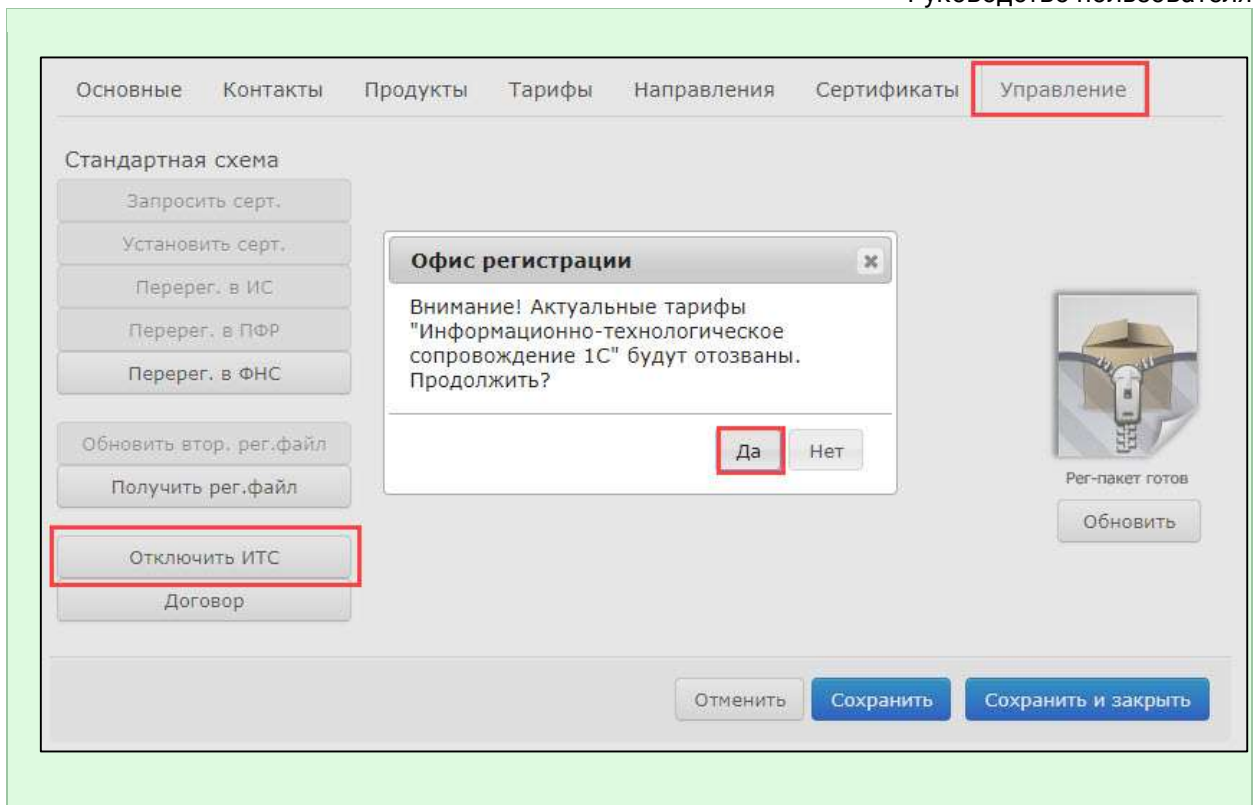 Руководство пользователя
Основные Контакты Продукты Тарифы Направления Сертификаты Управление
Стандартная схема
Запросить серт.
Установить серт.
Перерег. в ИС
Перерег. в ПФР
Перерег. в ФНС
Обновить втор. рег.файл
Получить рег.файл
Отключить ИТС
Договор
Офис регистрации
Внимание! Актуальные тарифы
"Информационно-технологическое
сопровождение 1С" будут отозваны.
Продолжить?
Да Нет
Рег-пакет готов
Обновить
Отменить Сохранить Сохранить и закрыть